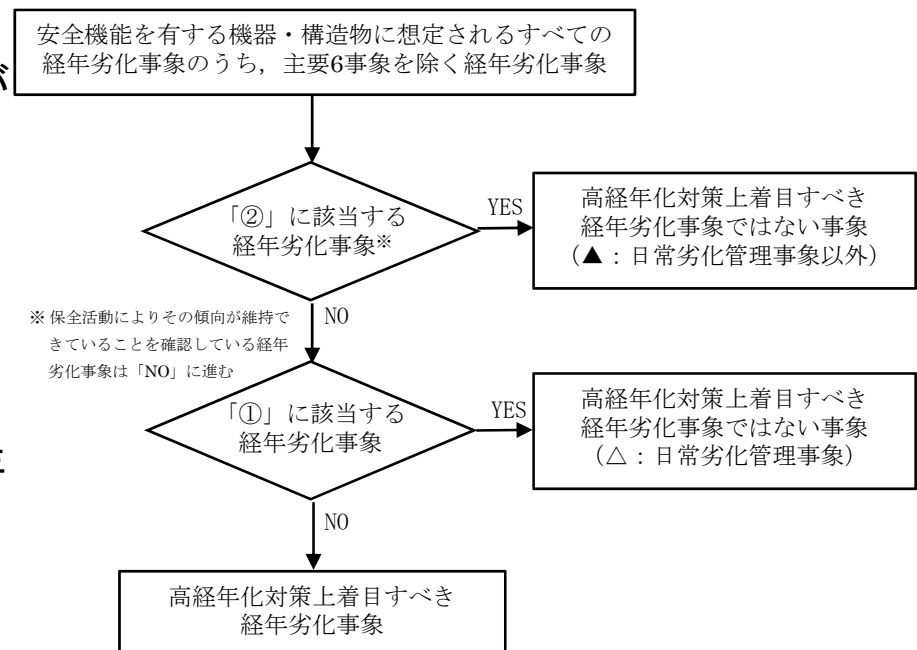 安全機能を有する機器・構造物に想定されるすべての
経年劣化事象のうち，主要6事象を除く経年劣化事象
が
「②」に該当する
経年劣化事象※
YES
高経年化対策上着目すべき
経年劣化事象ではない事象
（▲：日常劣化管理事象以外）
NO
※ 保全活動によりその傾向が維持で
きていることを確認している経年
劣化事象は「NO」に進む
「①」に該当する
経年劣化事象
YES
高経年化対策上着目すべき
経年劣化事象ではない事象
（△：日常劣化管理事象）
NO
高経年化対策上着目すべき
経年劣化事象